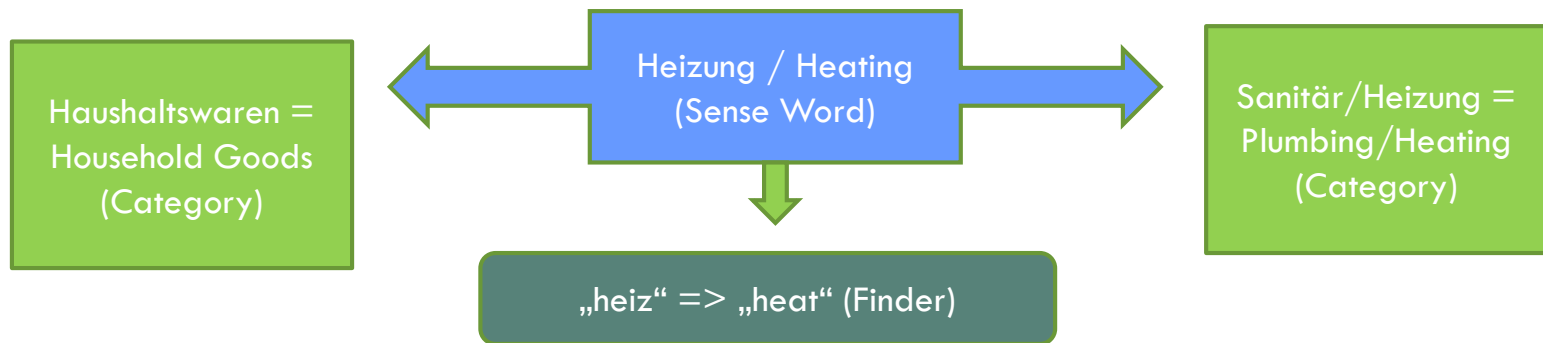 Haushaltswaren =
Household Goods
(Category)
Heizung / Heating
(Sense Word)
Sanitär/Heizung =
Plumbing/Heating
(Category)
„heiz“ => „heat“ (Finder)